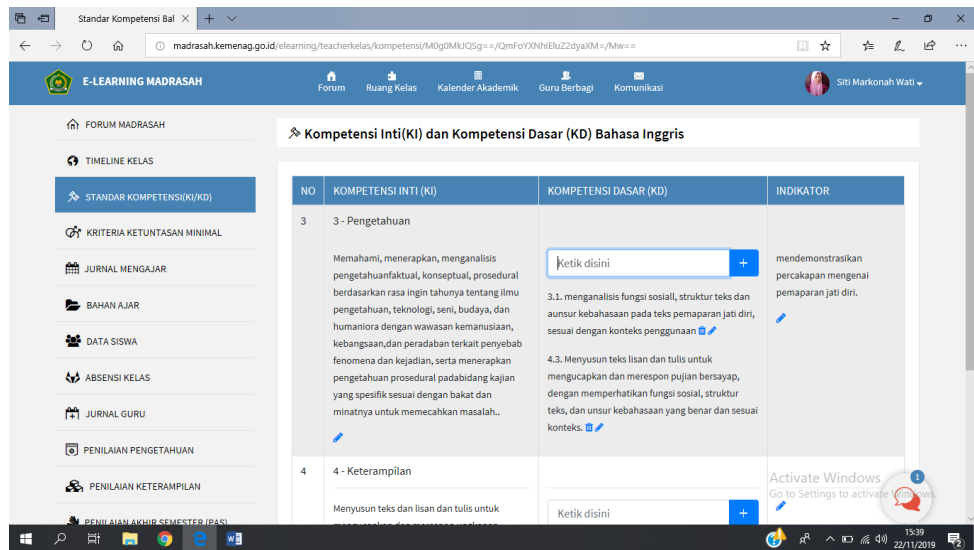 Standar Kompetensi Bal
madrasah.kemenag.go.id/elearning/teacherkelas/kompetensi/M0g0MkJQSg==/QmFoYXNhIEluZ2dyaXM=/Mw==
E-LEARNING MADRASAH
Forum
Ruang Kelas
Kalender Akademik
Guru Berbagi
Komunikasi
Siti Markonah Wati
FORUM MADRASAH
TIMELINE KELAS
STANDAR KOMPETENSI(KI/KD)
KRITERIA KETUNTASAN MINIMAL
JURNAL MENGAJAR
BAHAN AJAR
DATA SISWA
ABSENSI KELAS
JURNAL GURU
PENILAIAN PENGETAHUAN
PENILAIAN KETERAMPILAN
PENILAIAN AKHIR SEMESTER (PAS)
Kompetensi Inti(KI) dan Kompetensi Dasar (KD) Bahasa Inggris
NO
KOMPETENSI INTI (KI)
KOMPETENSI DASAR (KD)
INDIKATOR
3
3 - Pengetahuan
Memahami, menerapkan, menganalisis
pengetahuanfaktual, konseptual, prosedural
berdasarkan rasa ingin tahunya tentang ilmu
pengetahuan, teknologi, seni, budaya, dan
humaniora dengan wawasan kemanusiaan,
kebangsaan,dan peradaban terkait penyebab
fenomena dan kejadian, serta menerapkan
pengetahuan prosedural padabidang kajian
yang spesifik sesuai dengan bakat dan
minatnya untuk memecahkan masalah..
Ketik disini
+
3.1. menganalisis fungsi sosiall, struktur teks dan
aunsur kebahasaan pada teks pemaparan jati diri,
sesuai dengan konteks penggunaan
4.3. Menyusun teks lisan dan tulis untuk
mengucapkan dan merespon pujian bersayap,
dengan memperhatikan fungsi sosial, struktur
teks, dan unsur kebahasaan yang benar dan sesuai
konteks.
mendemonstrasikan
percakapan mengenai
pemaparan jati diri.
4
4 - Keterampilan
Menyusun teks dan lisan dan tulis untuk
Ketik disini
+
Activate Windows
Go to Settings to activate Windows.
1
15:39
22/11/2019
2